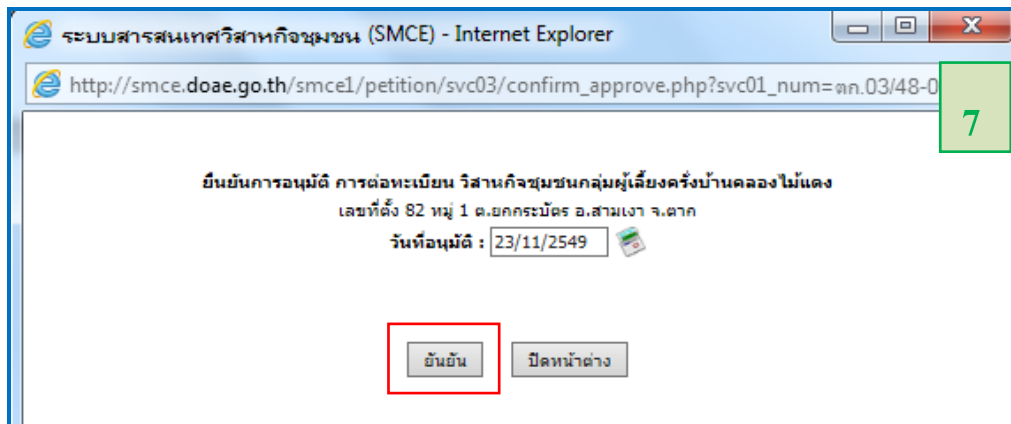 ระบบสารสนเทศวิสาหกิจชุมชน (SMCE) - Internet Explorer
http://smce.doae.go.th/smce1/petition/svc03/confirm_approve.php?svc01_num=ตก.03/48-0
7
ยืนยันการอนุมัติ การต่อทะเบียน วิสาหกิจชุมชนกลุ่มผู้เลี้ยงครั่งบ้านคลองไม้แดง
เลขที่ตั้ง 82 หมู่ 1 ต.ยกกระบัตร อ.สามเงา จ.ตาก
วันที่อนุมัติ : 23/11/2549
ยันยัน ปิดหน้าต่าง